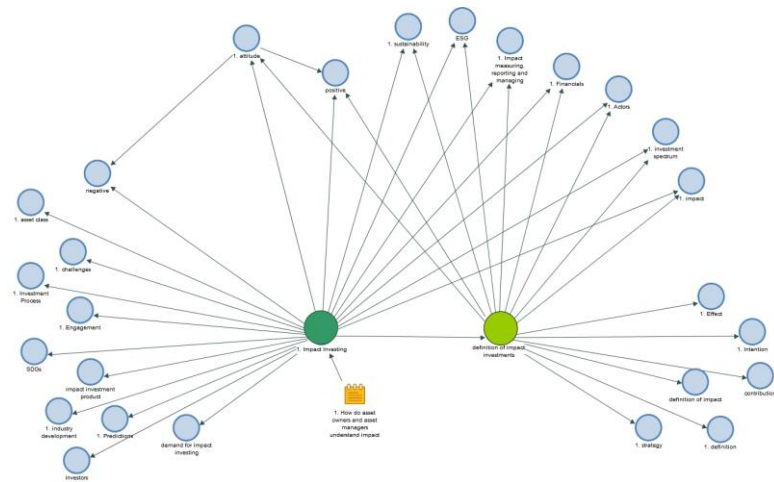 1. attitude
positive
1. sustainability
ESG
1. Impact
measuring,
reporting and
managing
1. Financials
1. Actors
1. investment
spectrum
1. impact
negative
1. asset class
1. challenges
1. Investment
Process
1. Engagement
SDGs
impact investment
product
1. industry
development
1. Predictions
investors
demand for impact
investing
1. Impact Investing
1. How do asset
owners and asset
managers
understand impact
definition of impact
investments
1. Effect
1. Intention
contribution
definition of impact
1. strategy
1. definition